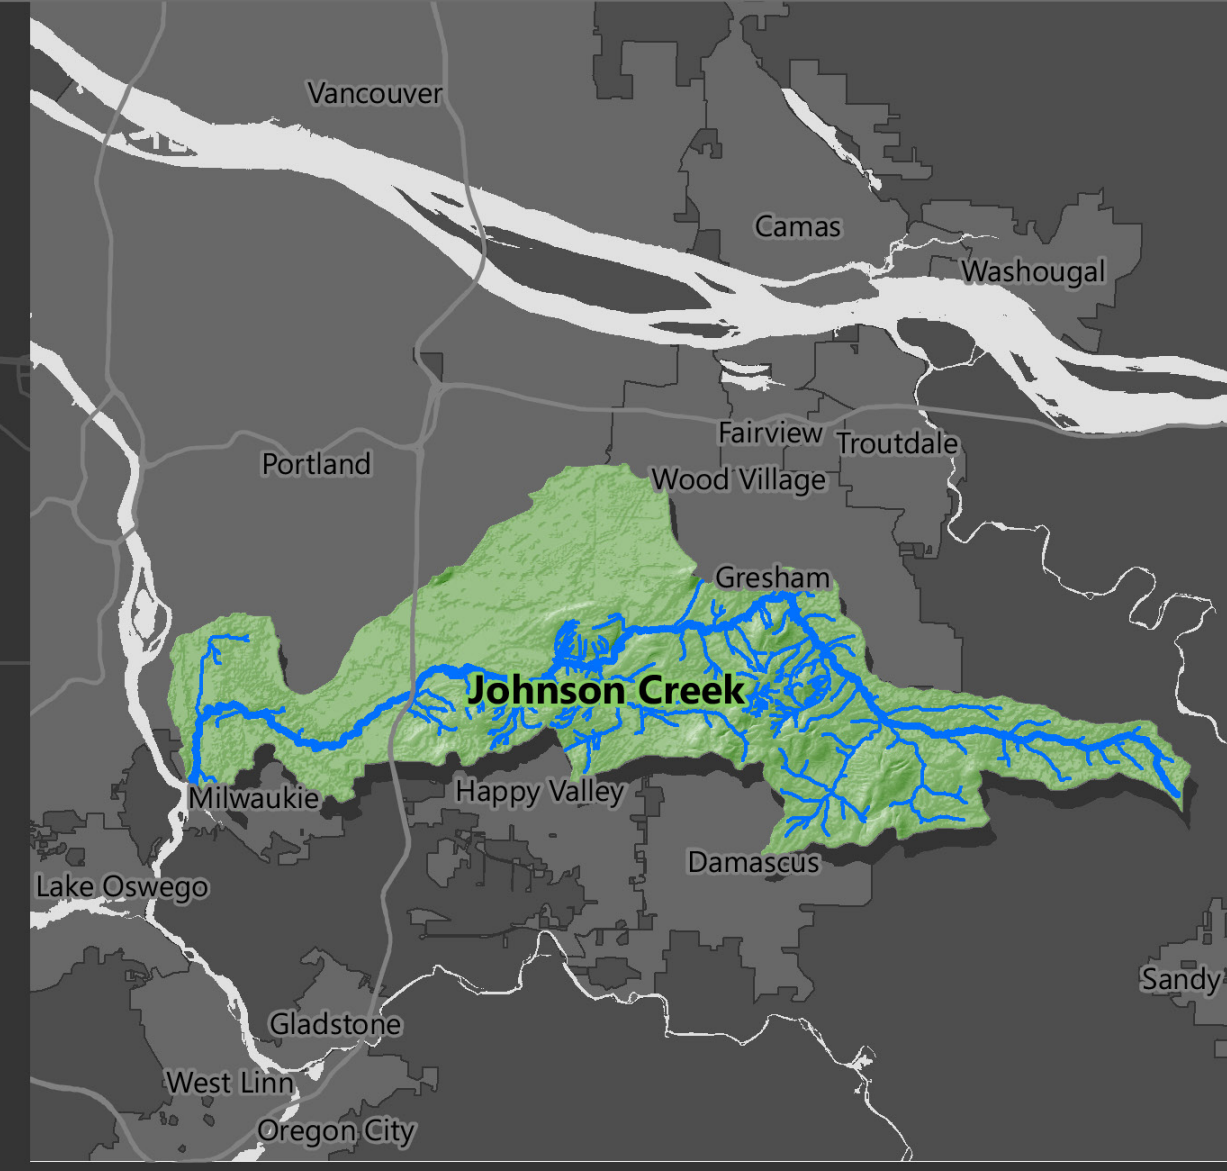 Vancouver
Camas
Washougal
Fairview
Troutdale
Portland
Wood Village
Gresham
Johnson Creek
Milwaukie
Happy Valley
Damascus
Lake Oswego
Sandy
Gladstone
West Linn
Oregon City